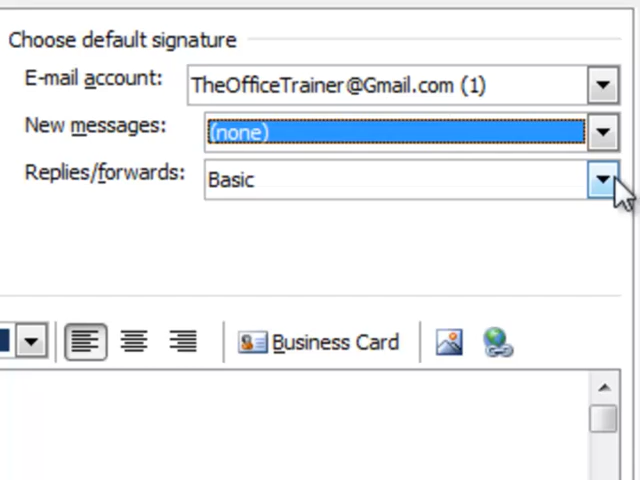 Choose default signature
E-mail account: TheOfficeTrainer@Gmail.com (1)
New messages: (none)
Replies/forwards: Basic
Business Card